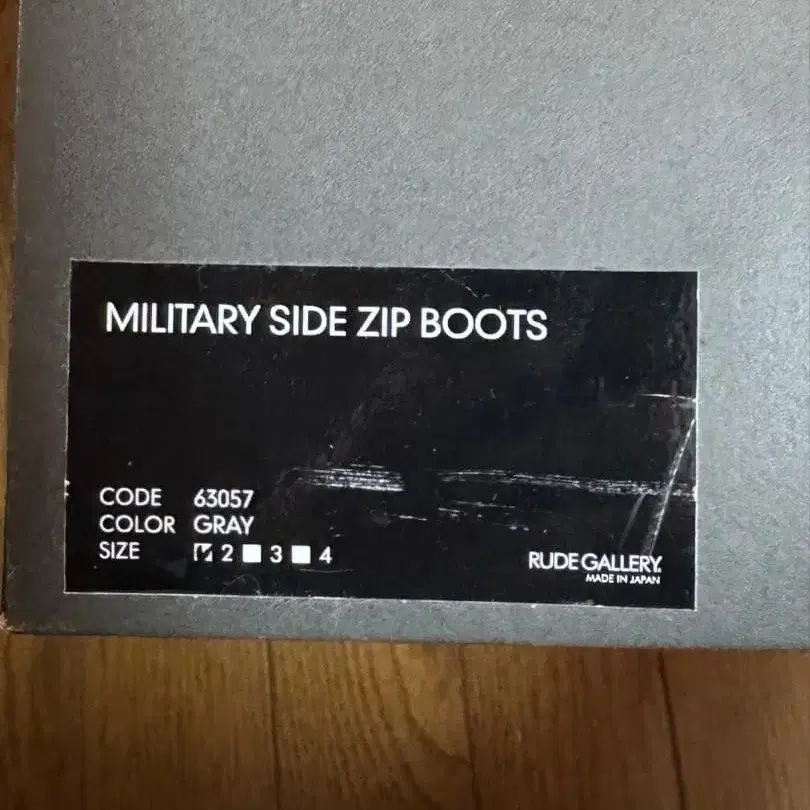 MILITARY SIDE ZIP BOOTS
CODE 63057
COLOR GRAY
SIZE ☑ 2 ☐ 3 ☐ 4
RUDE GALLERY.
MADE IN JAPAN